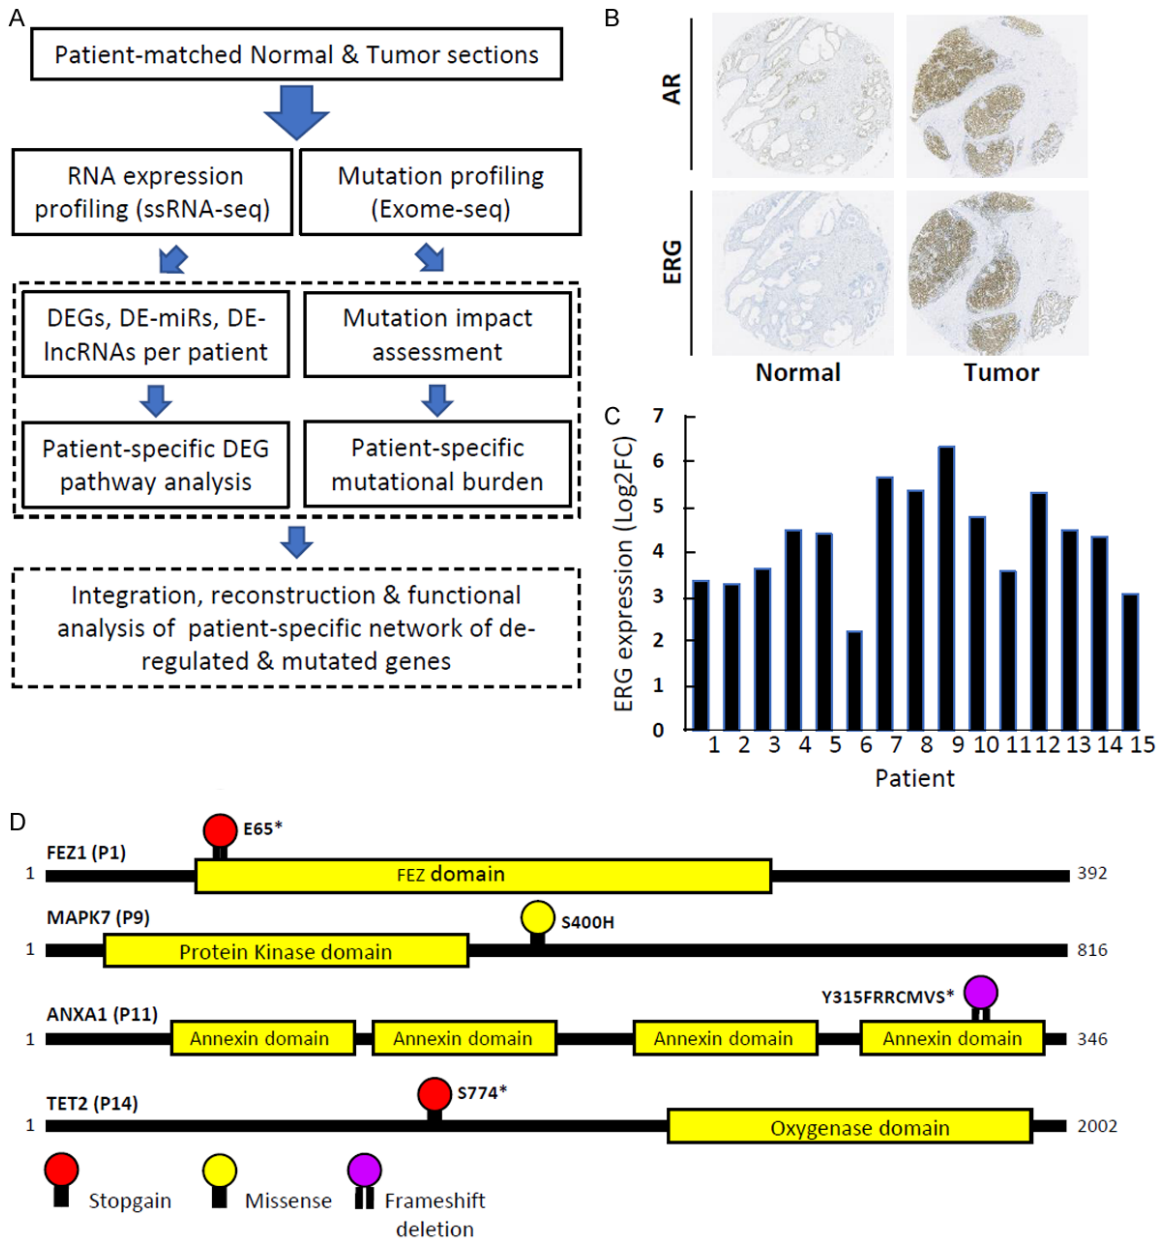 A
Patient-matched Normal & Tumor sections
RNA expression
profiling (ssRNA-seq)
Mutation profiling
(Exome-seq)
DEGs, DE-miRs, DE-
lncRNAs per patient
Mutation impact
assessment
Patient-specific DEG
pathway analysis
Patient-specific
mutational burden
Integration, reconstruction & functional
analysis of patient-specific network of de-
regulated & mutated genes
B
AR
ERG
Normal
Tumor
C
ERG expression (Log2FC)
7
6
5
4
3
2
1
0
1 2 3 4 5 6 7 8 9 10 11 12 13 14 15
Patient
D
E65*
FEZ1 (P1)
1 FEZ domain 392
MAPK7 (P9)
S400H
1 Protein Kinase domain 816
Y315FRRCMVS*
ANXA1 (P11)
1 Annexin domain Annexin domain Annexin domain Annexin domain 346
S774*
TET2 (P14)
1 Oxygenase domain 2002
Stopgain
Missense
Frameshift
deletion